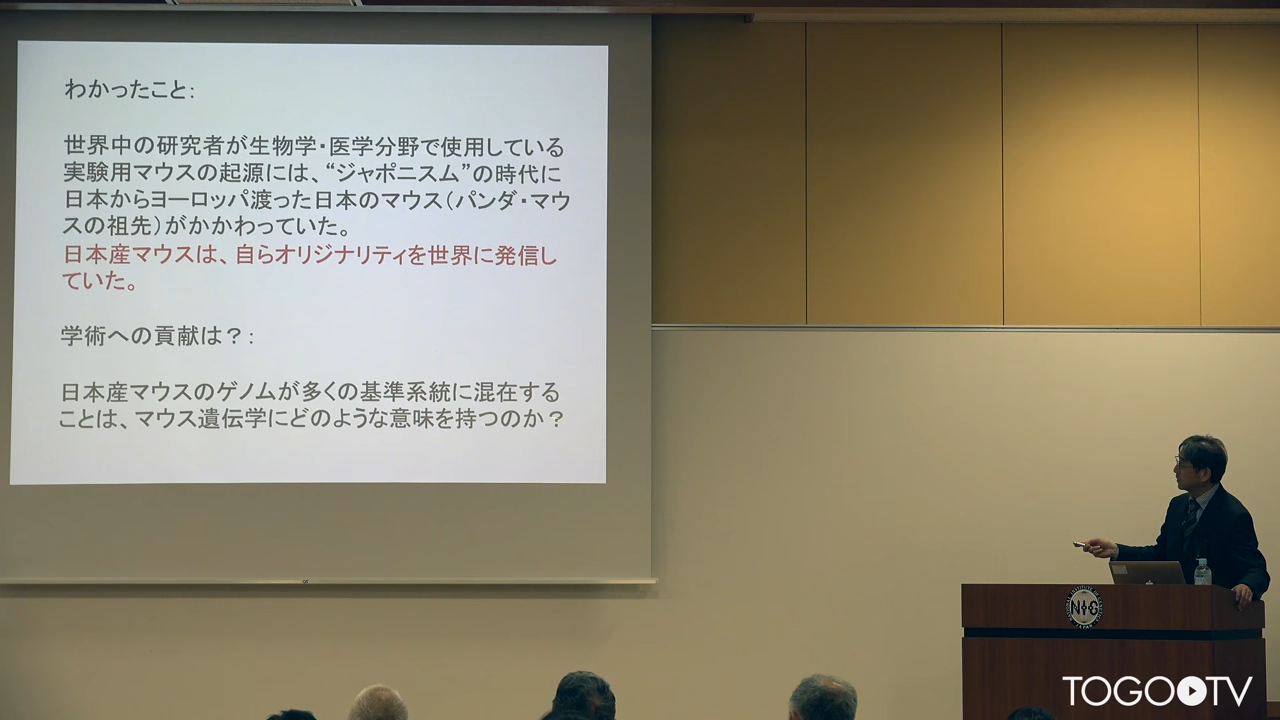 わかったこと：
世界中の研究者が生物学・医学分野で使用している
実験用マウスの起源には、“ジャポニスム”の時代に
日本からヨーロッパ渡った日本のマウス（パンダ・マウ
スの祖先）がかかわっていた。
日本産マウスは、自らオリジナリティを世界に発信し
ていた。
学術への貢献は？：
日本産マウスのゲノムが多くの基準系統に混在する
ことは、マウス遺伝学にどのような意味を持つのか？
NIG
TOGOTV